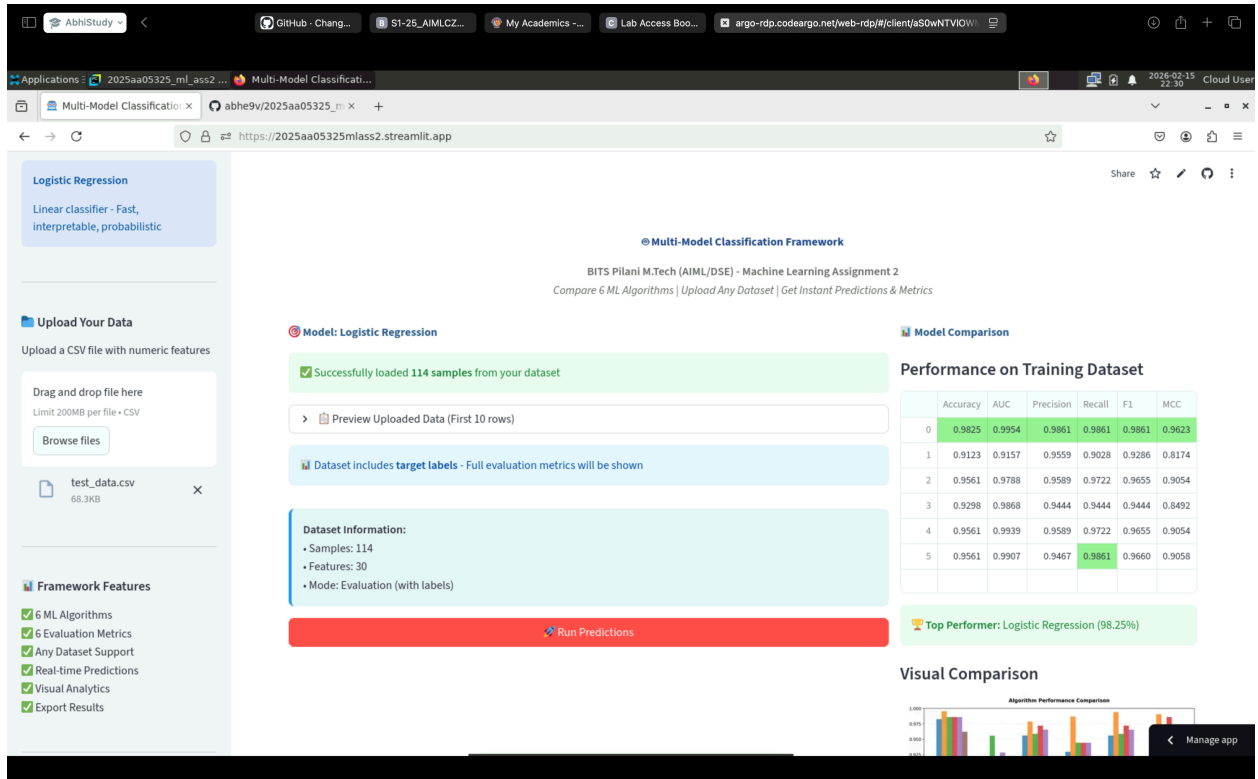 AbhiStudy
GitHub · Chang...
S1-25_AIMLCZ...
My Academics -...
Lab Access Boo...
argo-rdp.codeargo.net/web-rdp/#/client/aS0wNTVlOW
Applications
2025aa05325_ml_ass2 ...
Multi-Model Classificati...
2026-02-15
22:30
Cloud User
Multi-Model Classification
abhe9v/2025aa05325_m
https://2025aa05325mlass2.streamlit.app
Share
Logistic Regression
Linear classifier - Fast,
interpretable, probabilistic
Upload Your Data
Upload a CSV file with numeric features
Drag and drop file here
Limit 200MB per file • CSV
Browse files
test_data.csv
68.3KB
Framework Features
6 ML Algorithms
6 Evaluation Metrics
Any Dataset Support
Real-time Predictions
Visual Analytics
Export Results
Multi-Model Classification Framework
BITS Pilani M.Tech (AIML/DSE) - Machine Learning Assignment 2
Compare 6 ML Algorithms | Upload Any Dataset | Get Instant Predictions & Metrics
Model: Logistic Regression
Successfully loaded 114 samples from your dataset
Preview Uploaded Data (First 10 rows)
Dataset includes target labels - Full evaluation metrics will be shown
Dataset Information:
• Samples: 114
• Features: 30
• Mode: Evaluation (with labels)
Run Predictions
Model Comparison
Performance on Training Dataset
Accuracy AUC Precision Recall F1 MCC
0 0.9825 0.9954 0.9861 0.9861 0.9861 0.9623
1 0.9123 0.9157 0.9559 0.9028 0.9286 0.8174
2 0.9561 0.9788 0.9589 0.9722 0.9655 0.9054
3 0.9298 0.9868 0.9444 0.9444 0.9444 0.8492
4 0.9561 0.9939 0.9589 0.9722 0.9655 0.9054
5 0.9561 0.9907 0.9467 0.9861 0.9660 0.9058
Top Performer: Logistic Regression (98.25%)
Visual Comparison
Algorithm Performance Comparison
1.000
0.975
0.950
0.925
Manage app